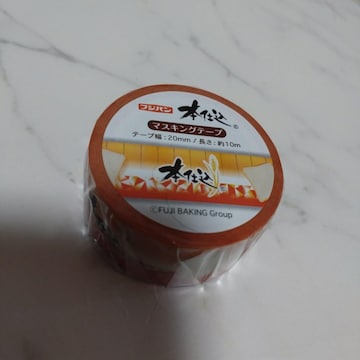 フジパン 本仕込®
マスキングテープ
テープ幅:20mm / 長さ:約10m
本仕込
©FUJI BAKING Group